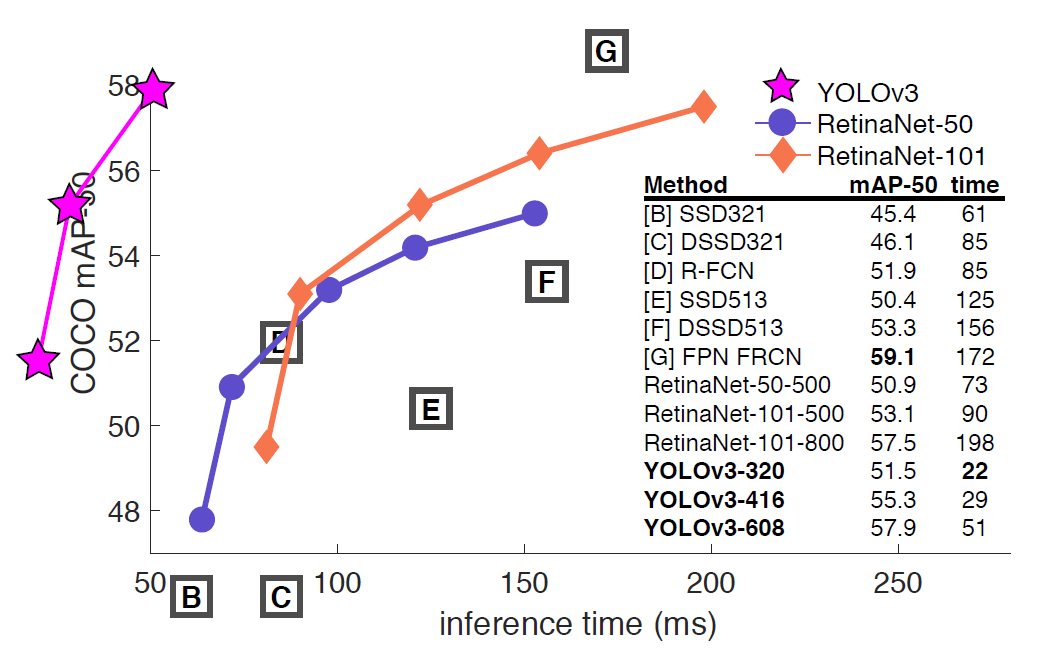 G
58
56
54
52
50
48
COCO mAP-50
D
F
E
B
C
50
100
150
200
250
inference time (ms)
YOLOv3
RetinaNet-50
RetinaNet-101
Method mAP-50 time
[B] SSD321 45.4 61
[C] DSSD321 46.1 85
[D] R-FCN 51.9 85
[E] SSD513 50.4 125
[F] DSSD513 53.3 156
[G] FPN FRCN 59.1 172
RetinaNet-50-500 50.9 73
RetinaNet-101-500 53.1 90
RetinaNet-101-800 57.5 198
YOLOv3-320 51.5 22
YOLOv3-416 55.3 29
YOLOv3-608 57.9 51